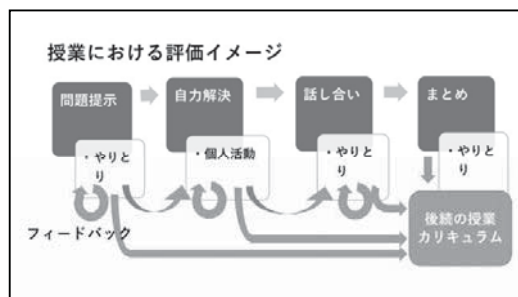 授業における評価イメージ
問題提示
自力解決
話し合い
まとめ
・やりと
り
・個人活動
・やりと
り
・やりと
り
フィードバック
後続の授業
カリキュラム